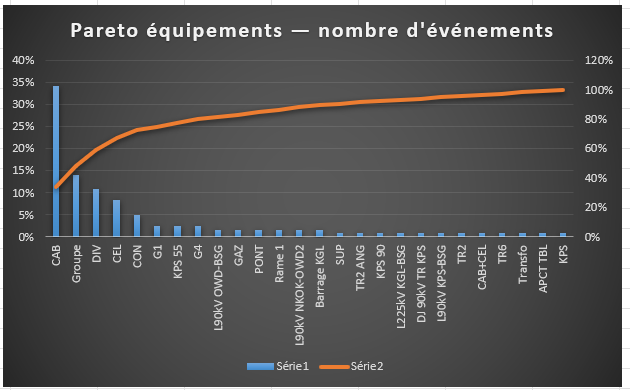 Pareto équipements — nombre d'événements
40%
35%
30%
25%
20%
15%
10%
5%
0%
120%
100%
80%
60%
40%
20%
0%
CAB
Groupe
DIV
CEL
CON
G1
KPS 55
G4
L90kV OWD-BSG
GAZ
PONT
Rame 1
L90kV NKOK-OWD2
Barrage KGL
SUP
TR2 ANG
KPS 90
L225kV KGL-BSG
DJ 90kV TR KPS
L90kV KPS-BSG
TR2
CAB+CEL
TR6
Transfo
APCT TBL
KPS
Série1
Série2